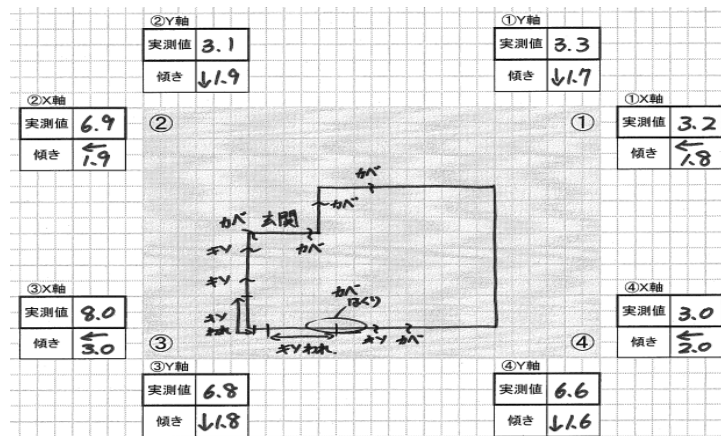 ②Y軸
実測値 3.1
傾き ↓1.9
①Y軸
実測値 3.3
傾き ↓1.7
②X軸
実測値 6.9
傾き ←1.9
①X軸
実測値 3.2
傾き ←1.8
②
①
カベ
カベ
カベ
玄関
カベ
キソ
キソ
キソ
われ
カベ
はくり
キソわれ
キソ
カベ
③X軸
実測値 8.0
傾き ←3.0
④X軸
実測値 3.0
傾き ←2.0
③
④
③Y軸
実測値 6.8
傾き ↓1.8
④Y軸
実測値 6.6
傾き ↓1.6